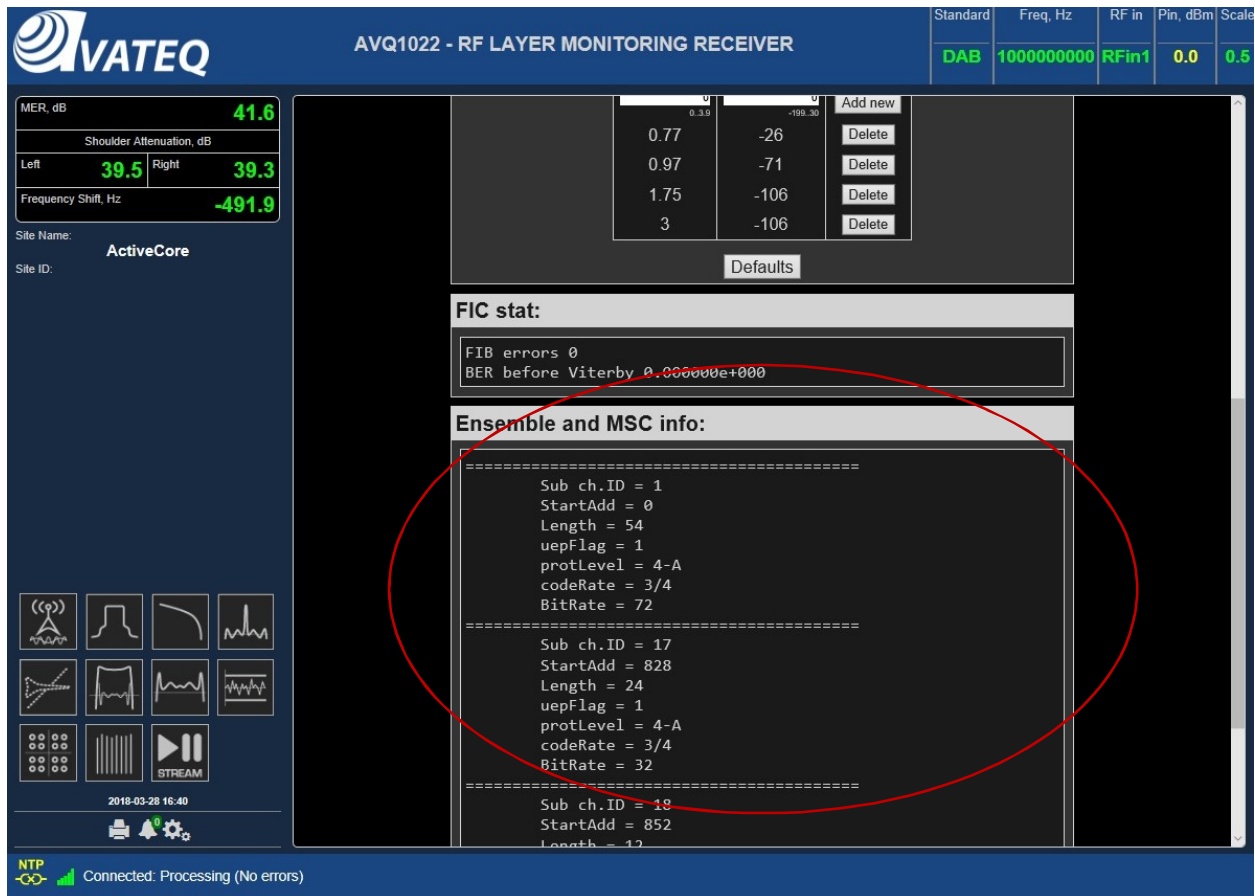 VATEQ
AVQ1022 - RF LAYER MONITORING RECEIVER
Standard Freq, Hz RF in Pin, dBm Scale
DAB 1000000000 RFin1 0.0 0.5
MER, dB 41.6
Shoulder Attenuation, dB
Left 39.5 Right 39.3
Frequency Shift, Hz -491.9
Site Name:
ActiveCore
Site ID:
STREAM
2018-03-28 16:40
0
0 0 Add new
0..3.9 -199..30
0.77 -26 Delete
0.97 -71 Delete
1.75 -106 Delete
3 -106 Delete
Defaults
FIC stat:
FIB errors 0
BER before Viterby 0.000000e+000
Ensemble and MSC info:
==========================================
Sub ch.ID = 1
StartAdd = 0
Length = 54
uepFlag = 1
protLevel = 4-A
codeRate = 3/4
BitRate = 72
==========================================
Sub ch.ID = 17
StartAdd = 828
Length = 24
uepFlag = 1
protLevel = 4-A
codeRate = 3/4
BitRate = 32
==========================================
Sub ch.ID = 18
StartAdd = 852
Length = 12
NTP
Connected: Processing (No errors)